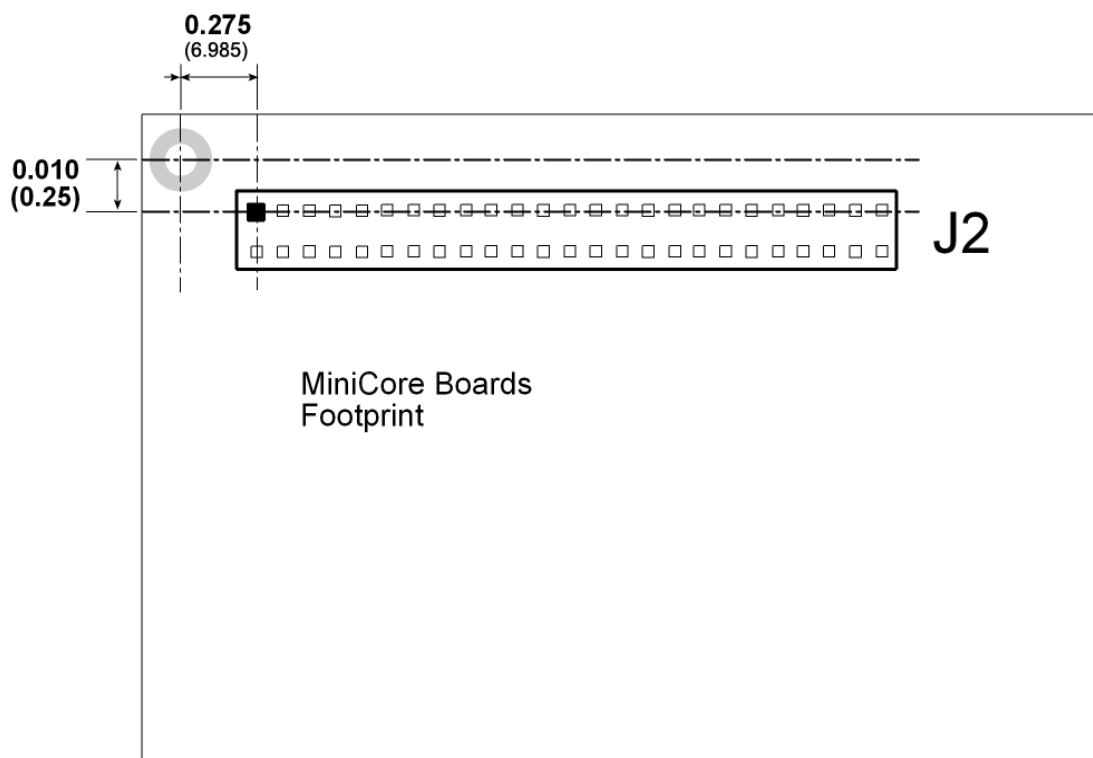 0.275
(6.985)
0.010
(0.25)
J2
MiniCore Boards
Footprint